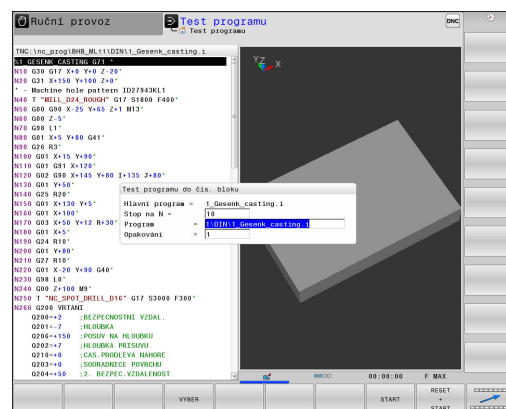 Ruční provoz
Test programu
Test programu
DNC
TNC:\nc_prog\BHB_ML11\DIN\1_Gesenk_casting.i
%1_GESENK_CASTING G71 *
N10 G30 G17 X+0 Y+0 Z-20*
N20 G31 X+150 Y+100 Z+0*
* - Machine hole pattern ID27943KL1
N40 T "MILL_D24_ROUGH" G17 S1800 F400*
N50 G00 G90 X-25 Y+65 Z+1 M13*
N60 G00 Z-5*
N70 G98 L1*
N80 G01 X+5 Y+80 G41*
N90 G26 R3*
N100 G01 X+15 Y+90*
N110 G01 G91 X+120*
N120 G02 G90 X+145 Y+80 I+135 J+80*
N130 G01 Y+50*
N140 G25 R20*
N150 G01 X+130 Y+5*
N160 G01 X+100*
N170 G03 X+50 Y+12 R+30*
N180 G01 X+5*
N190 G24 R10*
N200 G01 Y+80*
N210 G27 R10*
N220 G01 X-20 Y+90 G40*
N230 G98 L0*
N240 G00 Z+100 M9*
N250 T "NC_SPOT_DRILL_D16" G17 S3000 F300*
N260 G200 VRTANI
Q200=+2 ;BEZPECNOSTNI VZDAL.
Q201=-7 ;HLOUBKA
Q206=+150 ;POSUV NA HLOUBKU
Q202=+7 ;HLOUBKA PRISUVU
Q210=+0 ;CAS.PRODLEVA NAHORE
Q203=+0 ;SOURADNICE POVRCHU
Q204=+50 ;2. BEZPEC.VZDALENOST
YZ X
Test programu do čís. bloku
Hlavní program = 1_Gesenk_casting.i
Stop na N = 10
Program = 1\DIN\1_Gesenk_casting.i
Opakování = 1
00:00:00 F MAX
VYBER
START
RESET
+
START